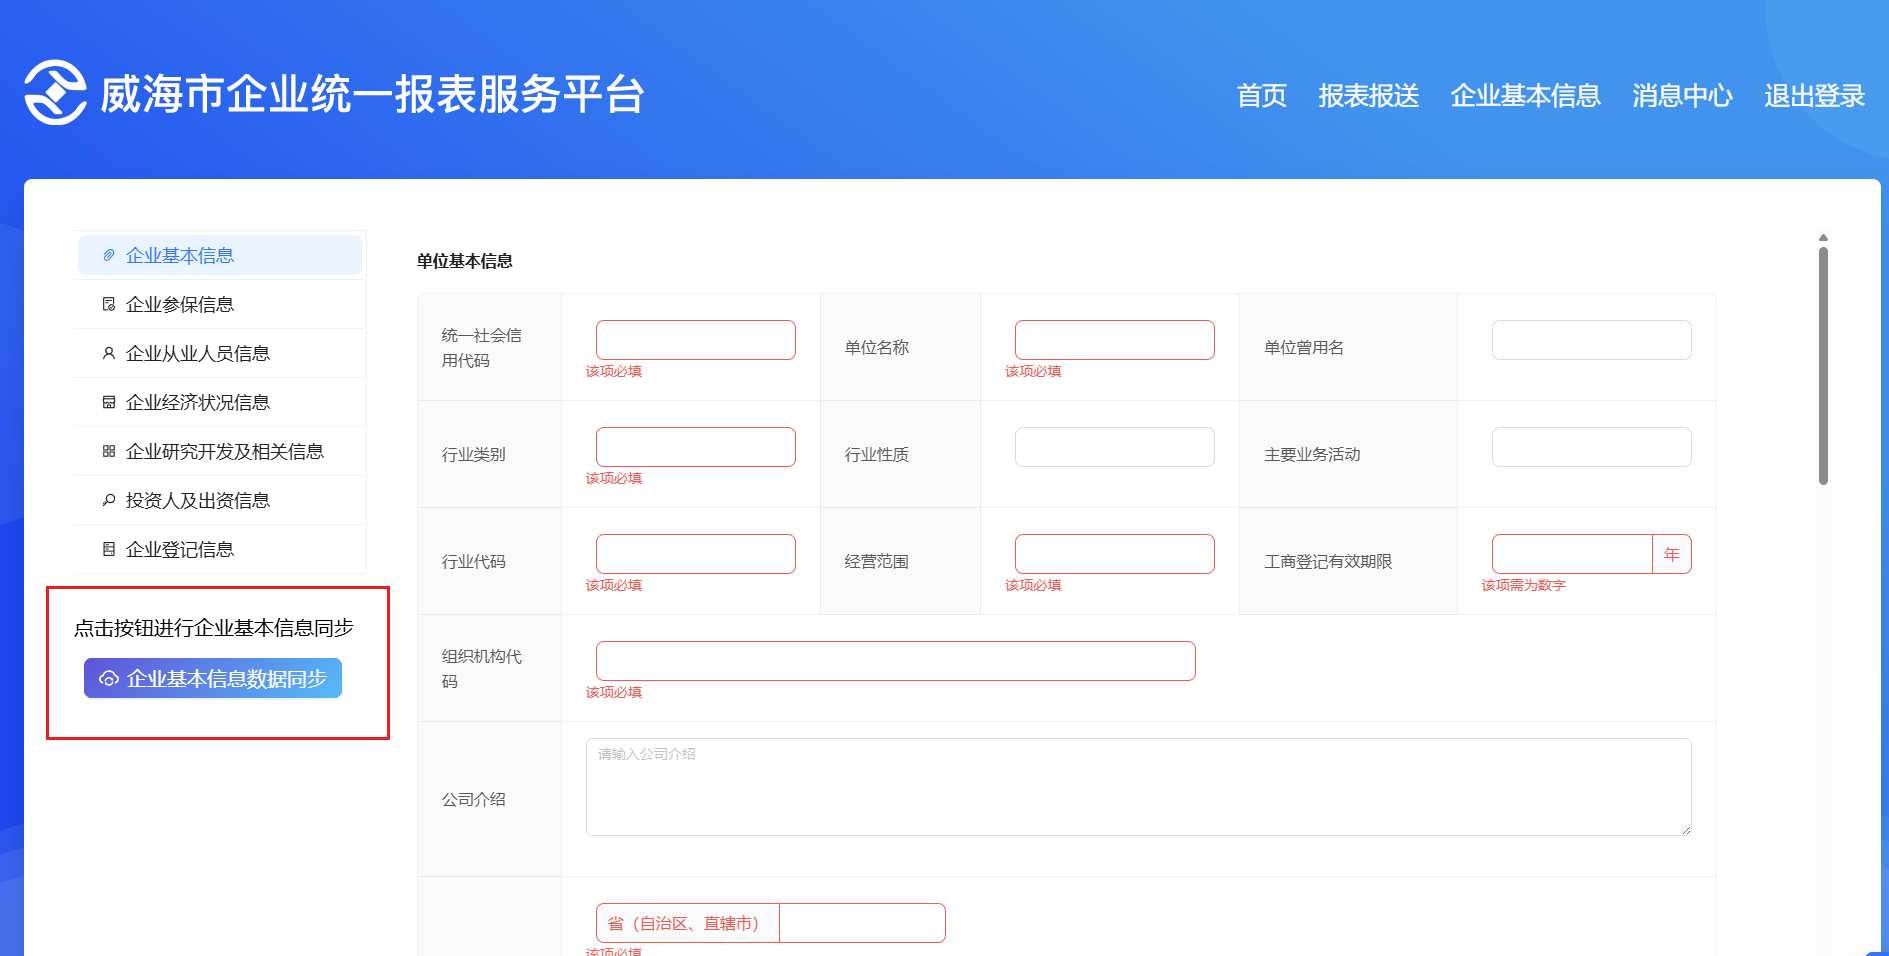 威海市企业统一报表服务平台
首页 报表报送 企业基本信息 消息中心 退出登录
企业基本信息
企业参保信息
企业从业人员信息
企业经济状况信息
企业研究开发及相关信息
投资人及出资信息
企业登记信息
点击按钮进行企业基本信息同步
企业基本信息数据同步
单位基本信息
统一社会信
用代码
该项必填
单位名称
该项必填
单位曾用名
行业类别
该项必填
行业性质
主要业务活动
行业代码
该项必填
经营范围
该项必填
工商登记有效期限
年
该项需为数字
组织机构代
码
该项必填
公司介绍
请输入公司介绍
省（自治区、直辖市）
该项必填